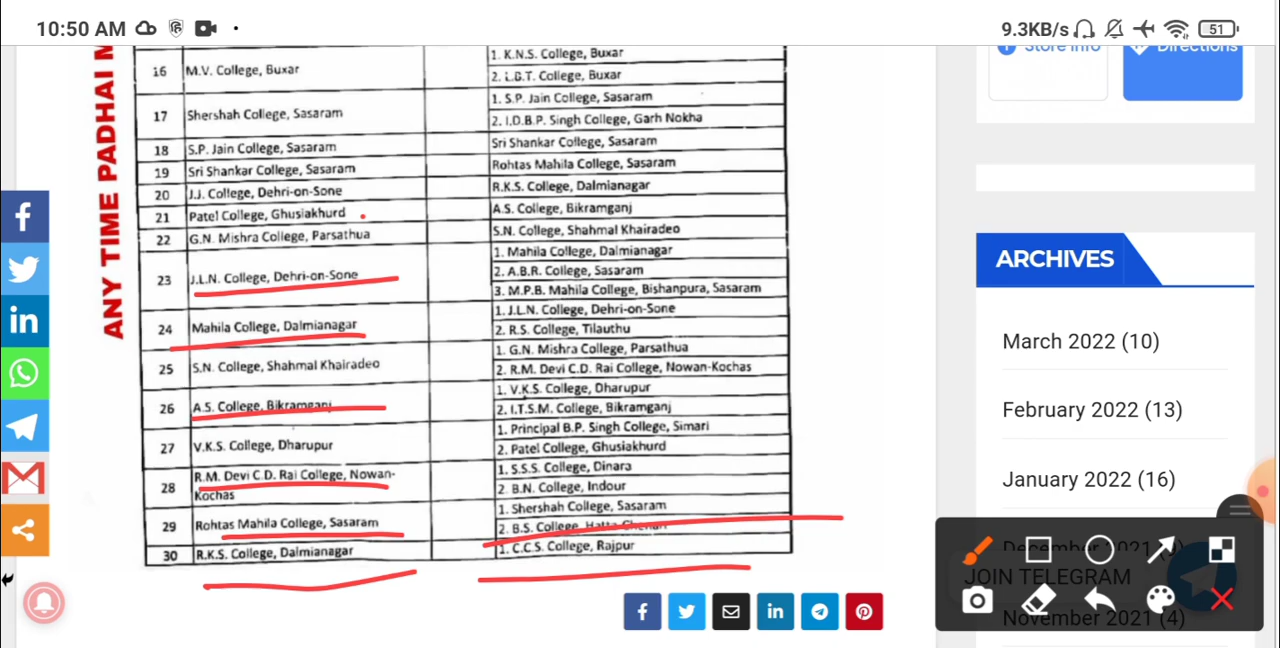 10:50 AM
9.3KB/s
51
Store Info
Directions
ANY TIME PADHAI
16 M.V. College, Buxar
1. K.N.S. College, Buxar
2. L.B.T. College, Buxar
17 Shershah College, Sasaram
1. S.P. Jain College, Sasaram
2. I.D.B.P. Singh College, Garh Nokha
18 S.P. Jain College, Sasaram Sri Shankar College, Sasaram
19 Sri Shankar College, Sasaram Rohtas Mahila College, Sasaram
20 J.J. College, Dehri-on-Sone R.K.S. College, Dalmianagar
21 Patel College, Ghusiakhurd A.S. College, Bikramganj
22 G.N. Mishra College, Parsathua S.N. College, Shahmal Khairadeo
23 J.L.N. College, Dehri-on-Sone
1. Mahila College, Dalmianagar
2. A.B.R. College, Sasaram
3. M.P.B. Mahila College, Bishanpura, Sasaram
24 Mahila College, Dalmianagar
1. J.L.N. College, Dehri-on-Sone
2. R.S. College, Tilauthu
25 S.N. College, Shahmal Khairadeo
1. G.N. Mishra College, Parsathua
2. R.M. Devi C.D. Rai College, Nowan-Kochas
26 A.S. College, Bikramganj
1. V.K.S. College, Dharupur
2. I.T.S.M. College, Bikramganj
27 V.K.S. College, Dharupur
1. Principal B.P. Singh College, Simari
2. Patel College, Ghusiakhurd
28 R.M. Devi C.D. Rai College, Nowan-
Kochas
1. S.S.S. College, Dinara
2. B.N. College, Indour
29 Rohtas Mahila College, Sasaram
1. Shershah College, Sasaram
2. B.S. College, Hatta Chenari
30 R.K.S. College, Dalmianagar 1. C.C.S. College, Rajpur
ARCHIVES
March 2022 (10)
February 2022 (13)
January 2022 (16)
December 2021
JOIN TELEGRAM
November 2021 (4)